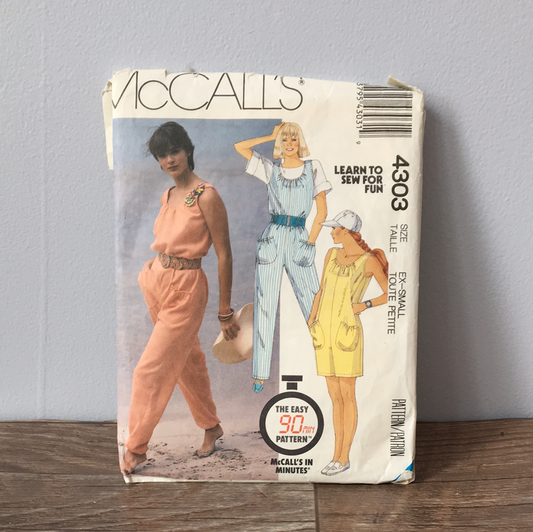 McCALL'S®
LEARN TO
SEW FOR
FUN
4303
SIZE
TAILLE
EX-SMALL
TOUTE PETITE
PATTERN/PATRON
THE EASY
90 MIN
PATTERN™
McCALL'S IN
MINUTES®